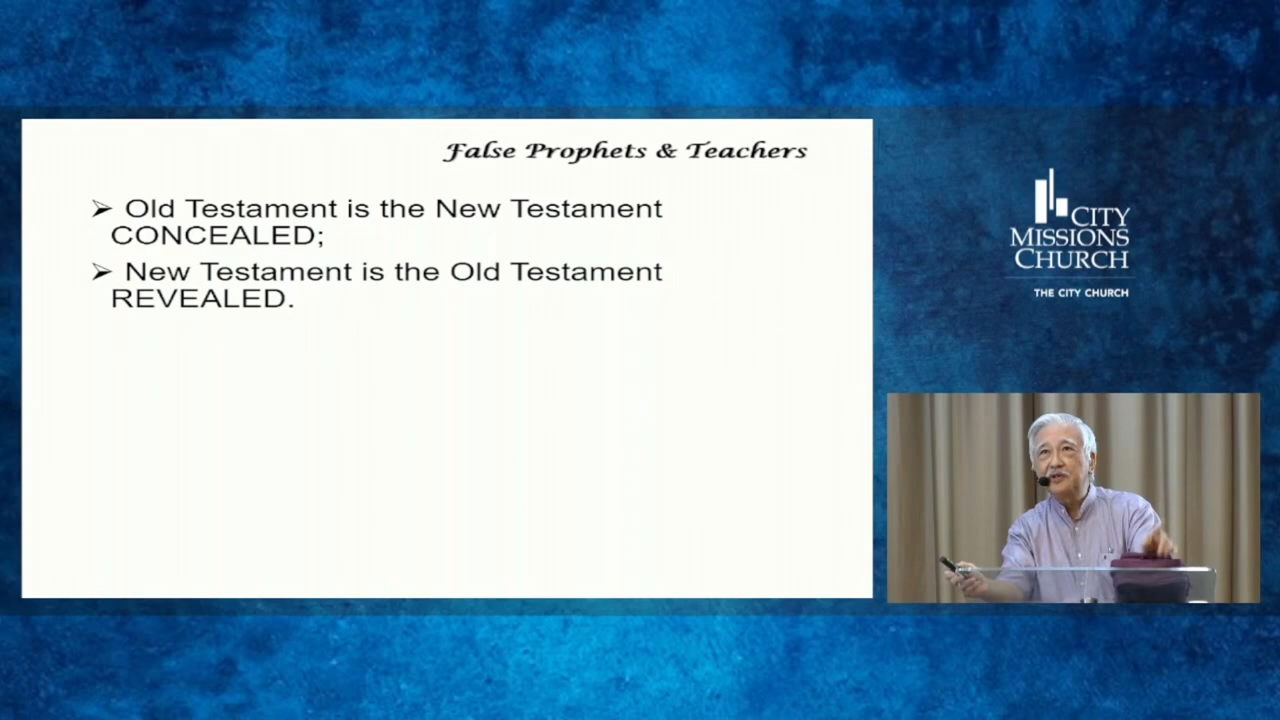 False Prophets & Teachers
➢ Old Testament is the New Testament
CONCEALED;
➢ New Testament is the Old Testament
REVEALED.
CITY
MISSIONS
CHURCH
THE CITY CHURCH